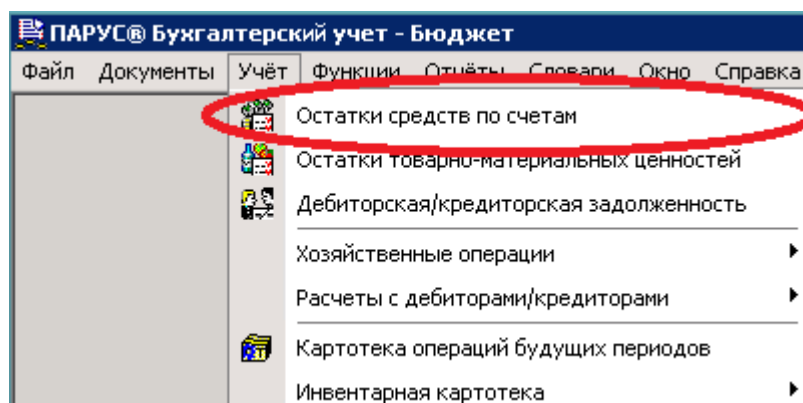 ПАРУС® Бухгалтерский учет - Бюджет
Файл Документы Учёт Функции Отчёты Словари Окно Справка
Остатки средств по счетам
Остатки товарно-материальных ценностей
Дебиторская/кредиторская задолженность
Хозяйственные операции
Расчеты с дебиторами/кредиторами
Картотека операций будущих периодов
Инвентарная картотека